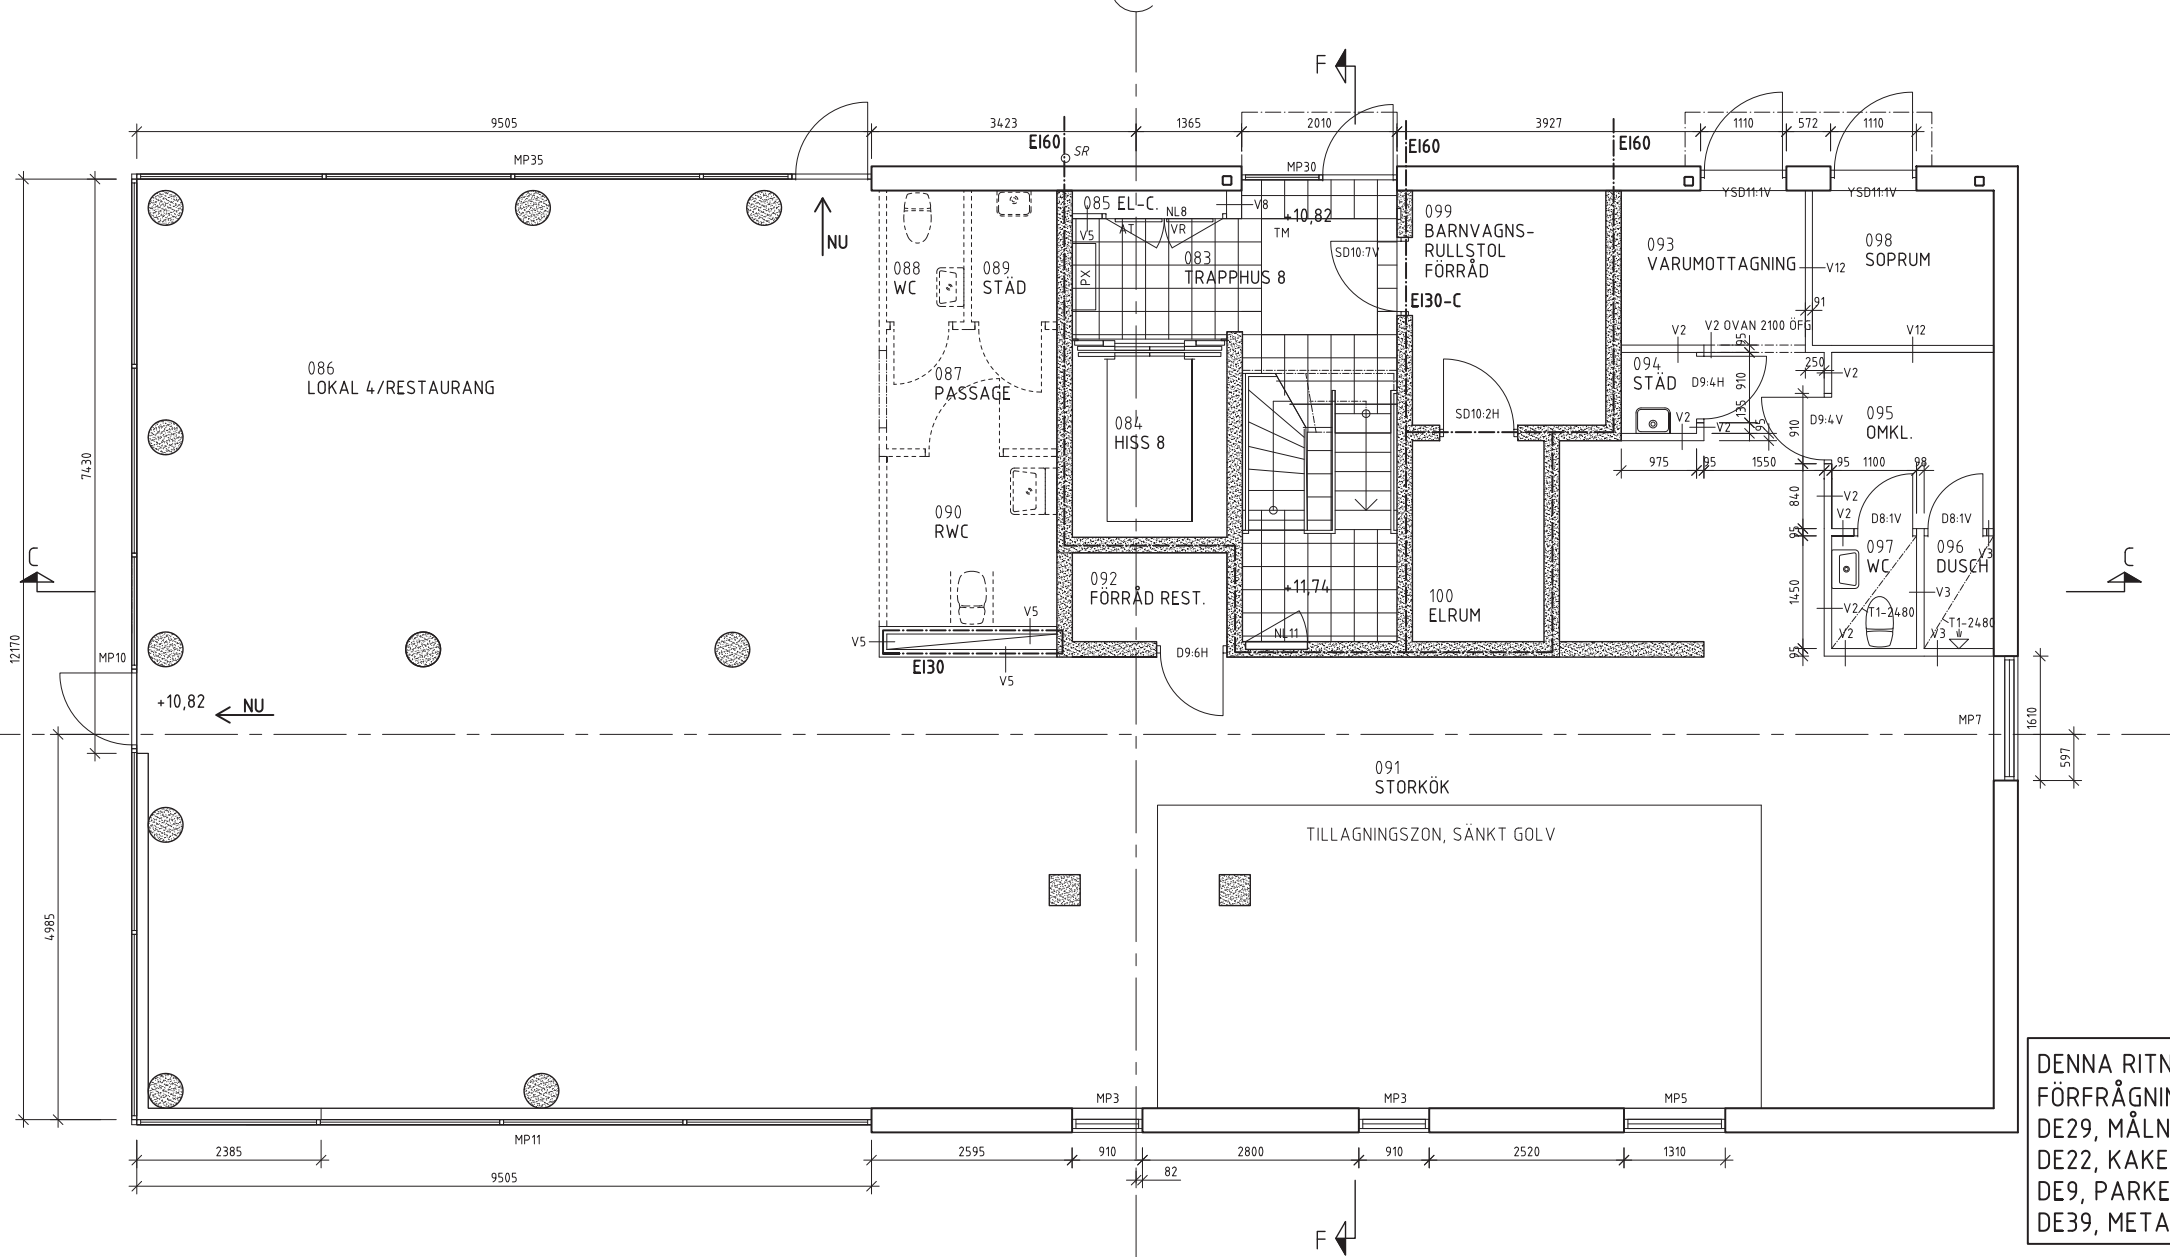 F
9505
3423
1365
2010
3927
1110
572
1110
EI60
SR
EI60
EI60
MP35
MP30
YSD11:1V
YSD11:1V
085 EL-C.
NL8
V8
+10,82
AT
VR
TM
V5
PX
083
TRAPPHUS 8
SD10:7V
EI30-C
099
BARNVAGNS-
RULLSTOL
FÖRRÅD
093
VARUMOTTAGNING
V12
098
SOPRUM
91
NU
088
WC
089
STÄD
V2
V2 OVAN 2100 ÖFG
V12
95
250
V2
086
LOKAL 4/RESTAURANG
087
PASSAGE
094
STÄD
D9:4H
910
135
V2
V2
95
D9:4V
910
095
OMKL.
084
HISS 8
SD10:2H
975
95
1550
95
1100
98
7430
840
V2
V2
D8:1V
D8:1V
95
090
RWC
097
WC
096
DUSCH
V3
C
C
092
FÖRRÅD REST.
+11,74
100
ELRUM
1450
V2
T1-2480
V3
T1-2480
V2
V3
95
V5
V5
NL11
12170
MP10
EI30
V5
D9:6H
+10,82
NU
MP7
1610
597
091
STORKÖK
TILLAGNINGSZON, SÄNKT GOLV
4985
MP3
MP3
MP5
MP11
2385
2595
910
2800
910
2520
1310
82
9505
F
DENNA RITN
FÖRFRÅGNIN
DE29, MÅLN
DE22, KAKE
DE9, PARKE
DE39, META